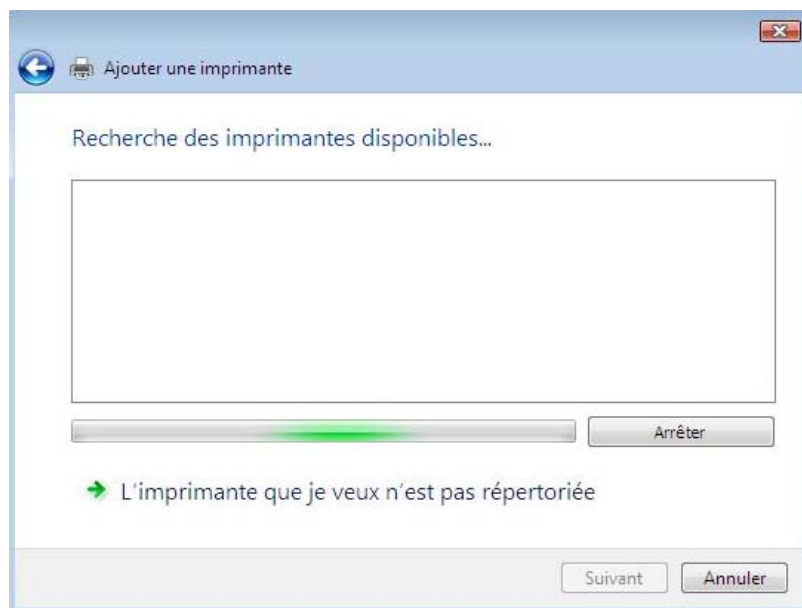 Ajouter une imprimante
Recherche des imprimantes disponibles...
Arrêter
L'imprimante que je veux n'est pas répertoriée
Suivant Annuler